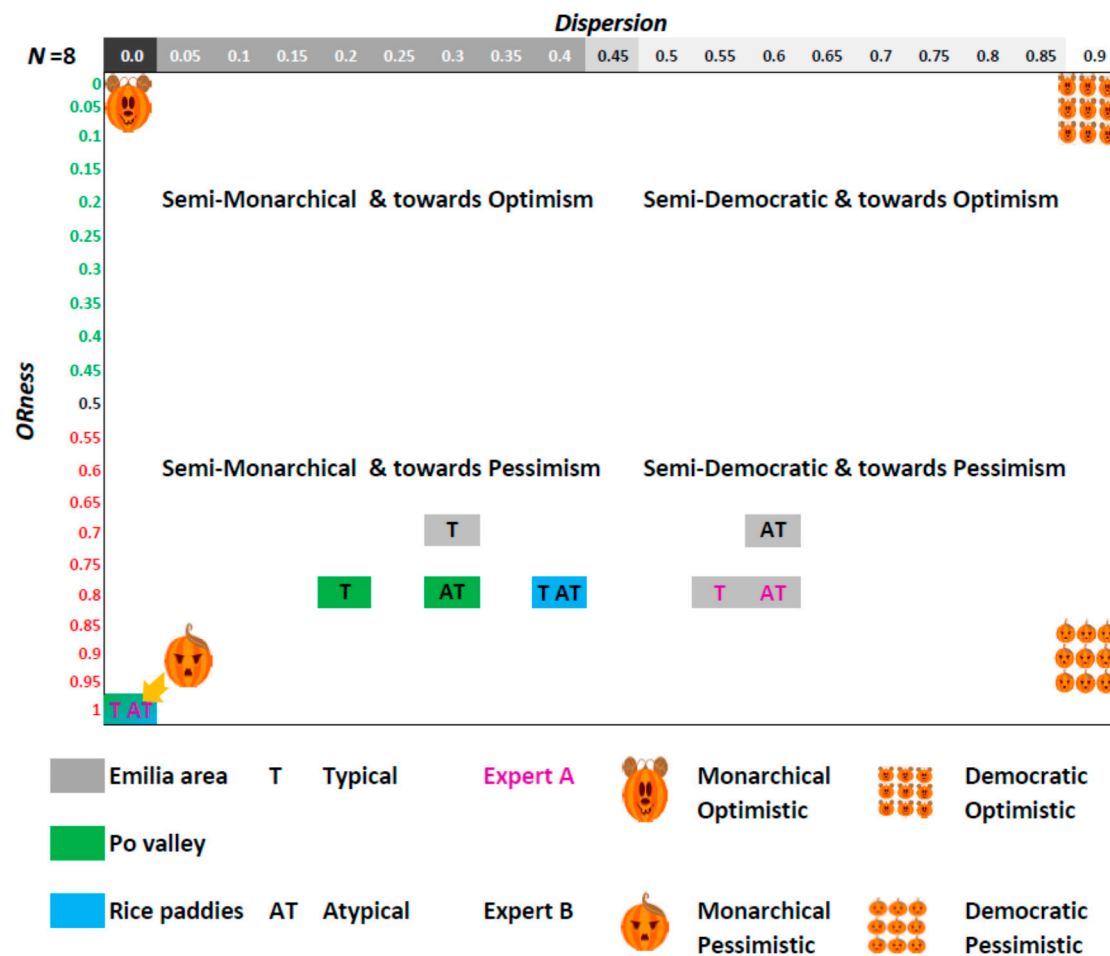 Dispersion
N =8 0.0 0.05 0.1 0.15 0.2 0.25 0.3 0.35 0.4 0.45 0.5 0.55 0.6 0.7 0.75 0.8 0.85 0.9
0
0.05
0.1
0.15
Semi-Monarchical & towards Optimism Semi-Democratic & towards Optimism
0.2
0.25
0.3
0.35
0.4
0.45
ORness
0.5
0.55
Semi-Monarchical & towards Pessimism Semi-Democratic & towards Pessimism
0.6
0.65
0.7 T AT
0.75
0.8 T AT T AT T AT
0.85
0.9
0.95
1 T AT
Emilia area T Typical Expert A Monarchical Optimistic Democratic Optimistic
Po valley
Rice paddies AT Atypical Expert B Monarchical Pessimistic Democratic Pessimistic